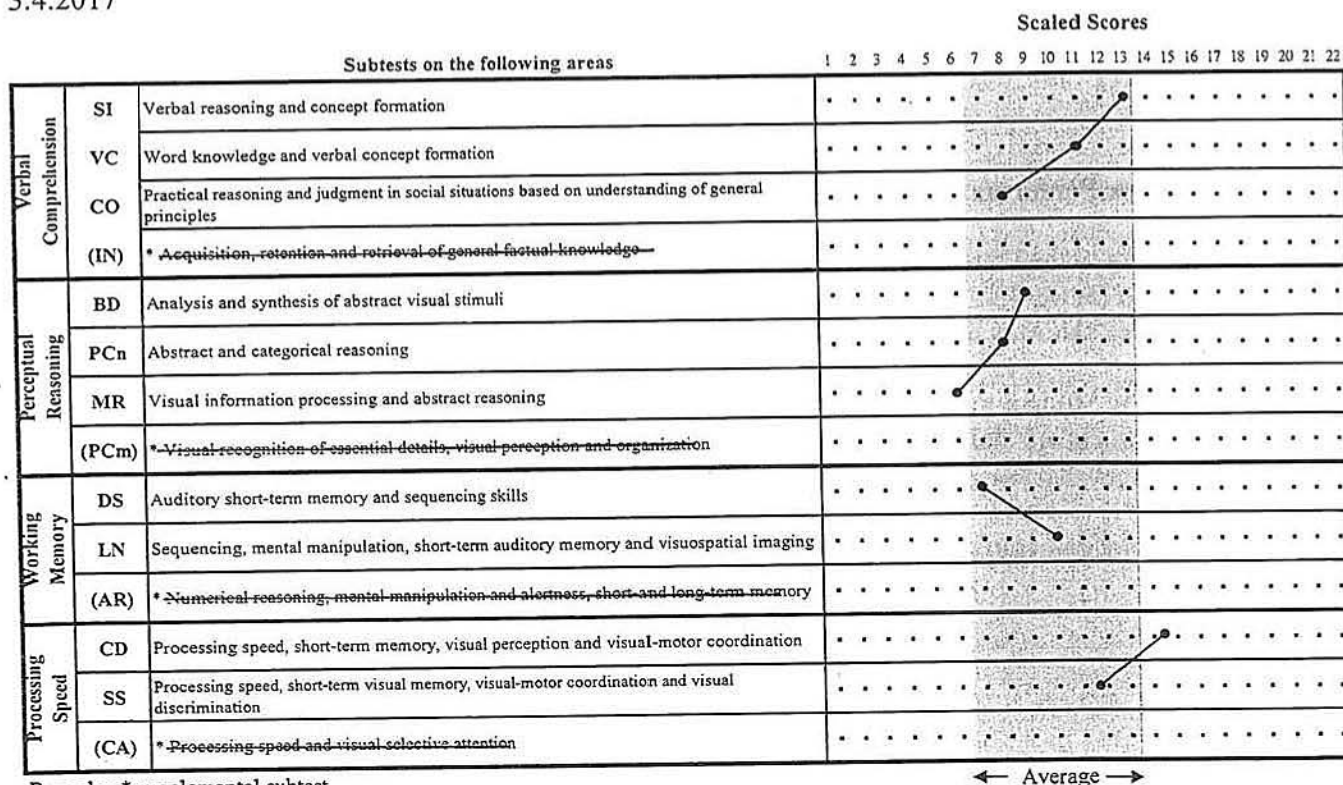 3.4.2017
Scaled Scores
Subtests on the following areas
1 2 3 4 5 6 7 8 9 10 11 12 13 14 15 16 17 18 19 20 21 22
Verbal
Comprehension
SI Verbal reasoning and concept formation
VC Word knowledge and verbal concept formation
CO Practical reasoning and judgment in social situations based on understanding of general
principles
(IN) * Acquisition, retention and retrieval of general factual knowledge
Perceptual
Reasoning
BD Analysis and synthesis of abstract visual stimuli
PCn Abstract and categorical reasoning
MR Visual information processing and abstract reasoning
(PCm) * Visual recognition of essential details, visual perception and organization
Working
Memory
DS Auditory short-term memory and sequencing skills
LN Sequencing, mental manipulation, short-term auditory memory and visuospatial imaging
(AR) * Numerical reasoning, mental manipulation and alertness, short-and long-term memory
Processing
Speed
CD Processing speed, short-term memory, visual perception and visual-motor coordination
SS Processing speed, short-term visual memory, visual-motor coordination and visual
discrimination
(CA) * Processing speed and visual selective attention
Average